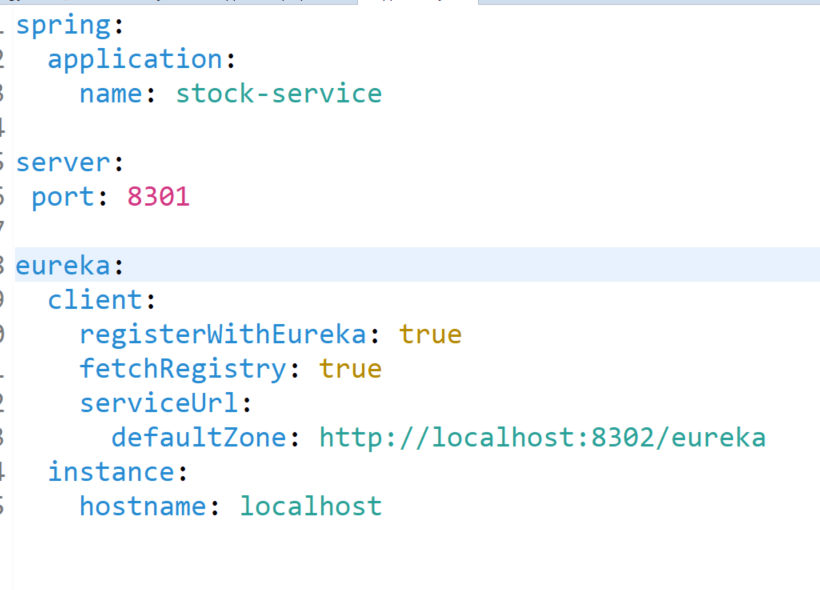 spring:
  application:
    name: stock-service

server:
 port: 8301

eureka:
  client:
    registerWithEureka: true
    fetchRegistry: true
    serviceUrl:
      defaultZone: http://localhost:8302/eureka
  instance:
    hostname: localhost